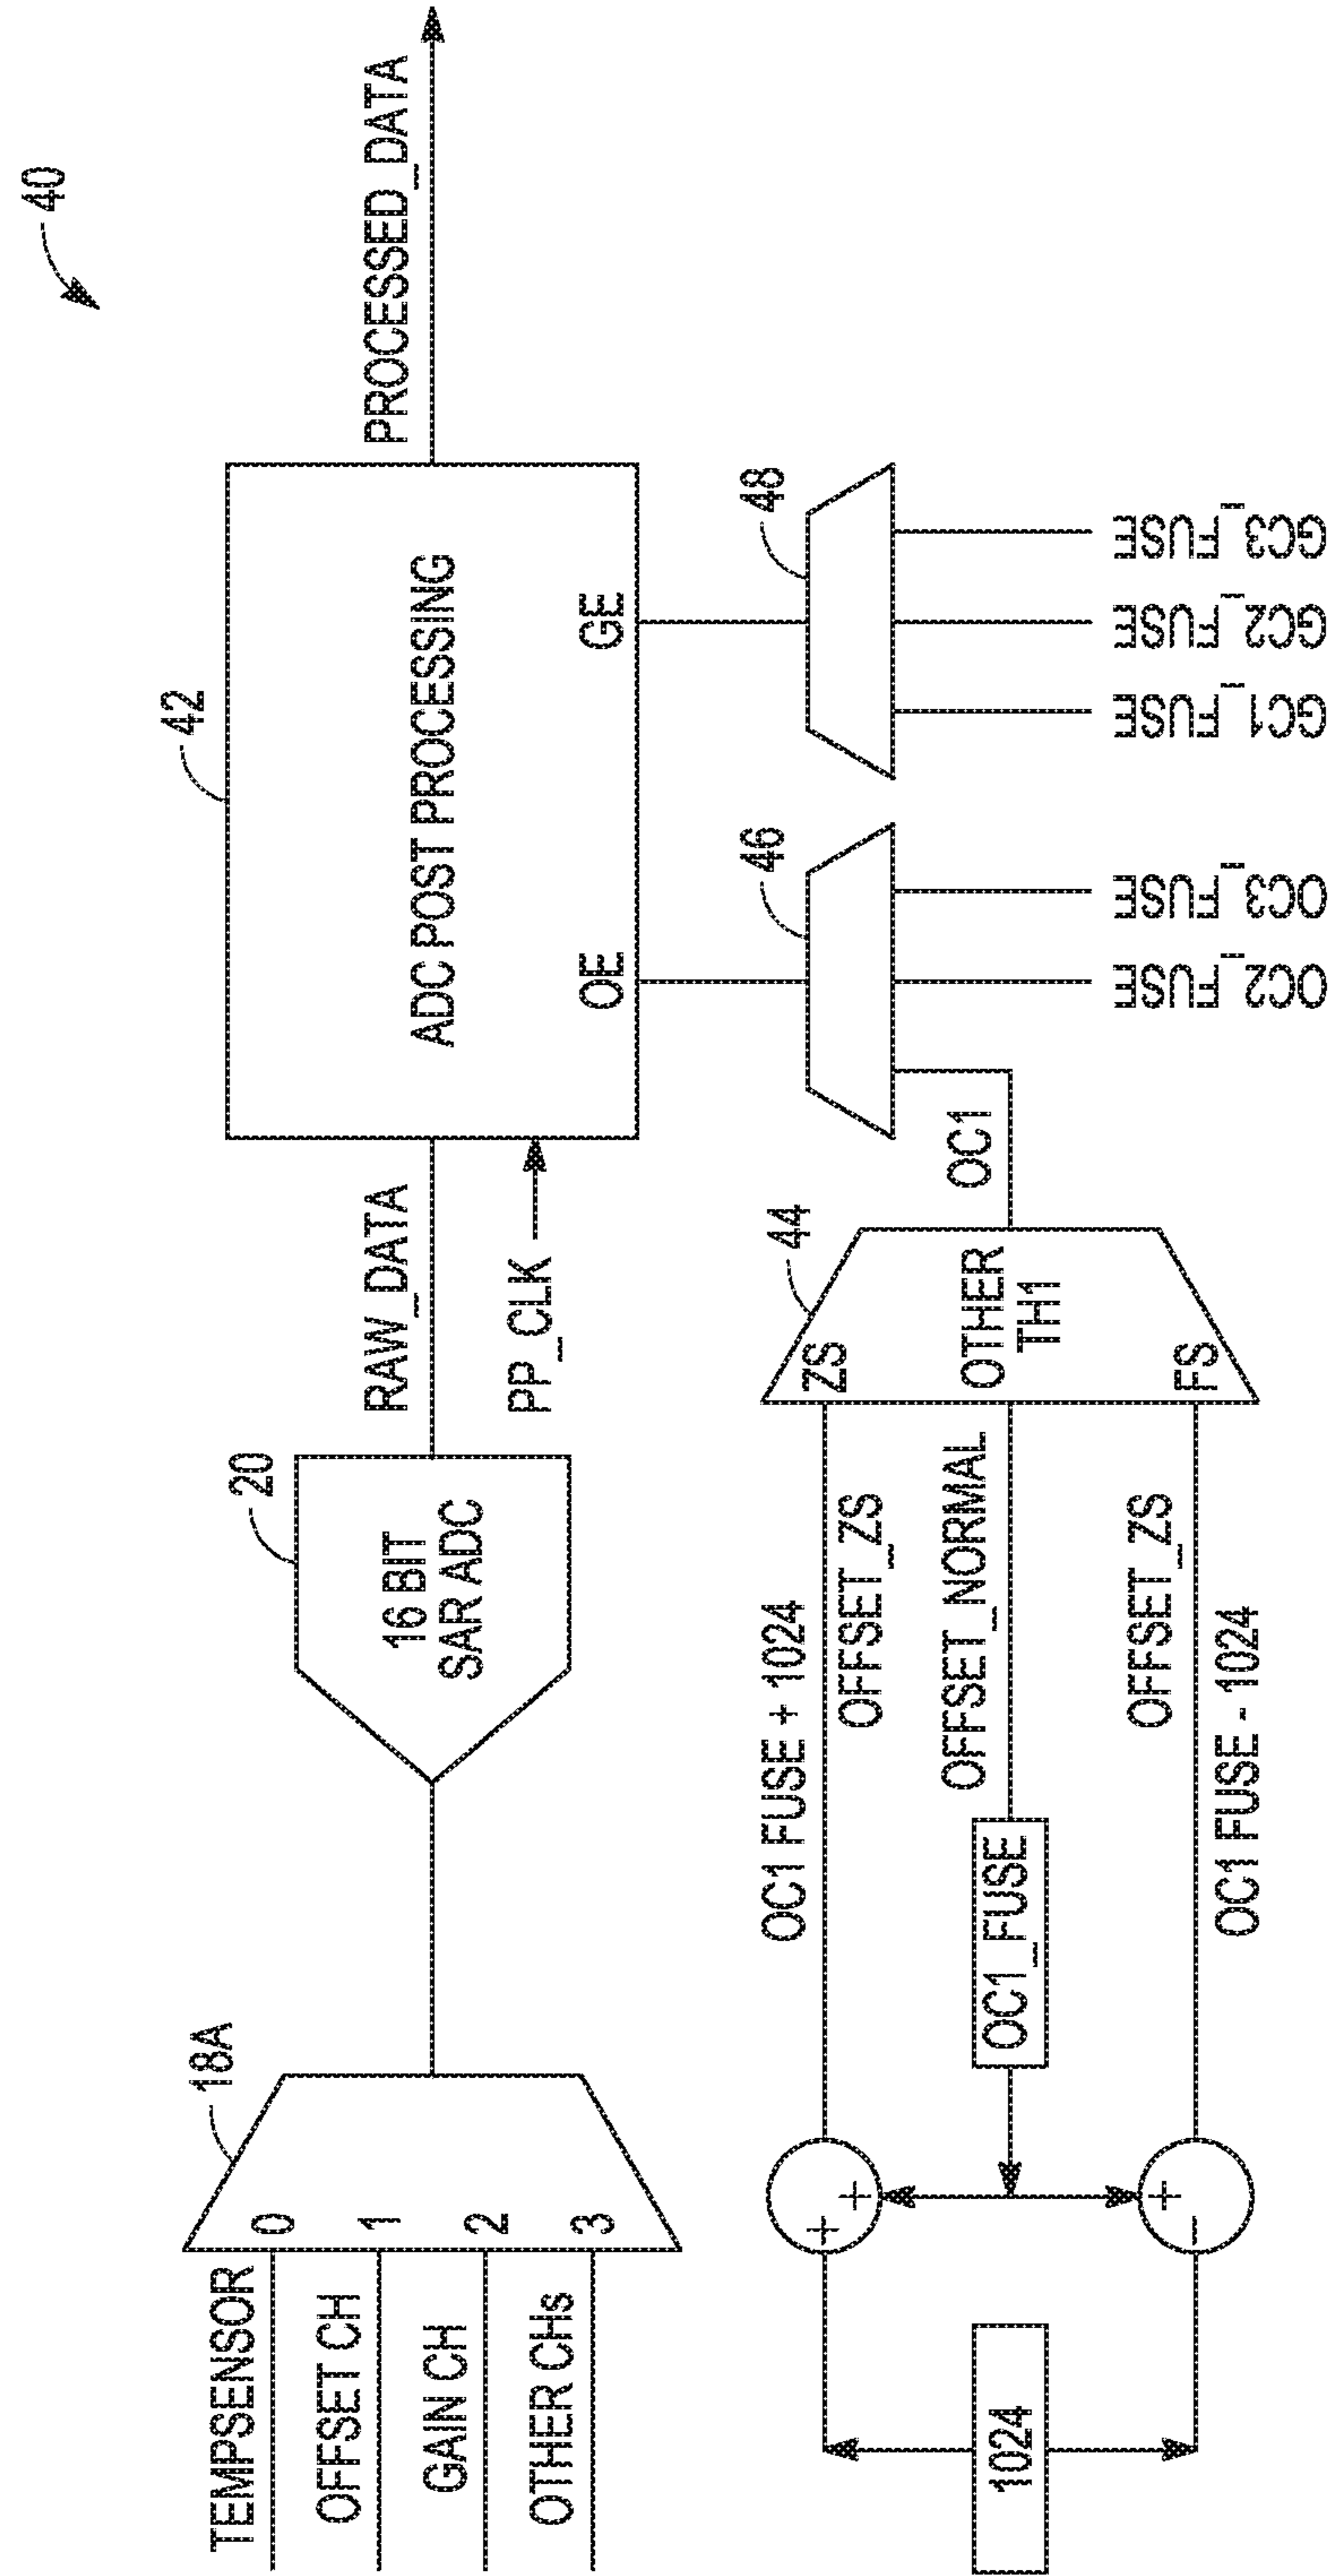 40
TEMPSENSOR
OFFSET CH
GAIN CH
OTHER CHs
0
1
2
3
18A
16 BIT
SAR ADC
20
RAW_DATA
PP_CLK
ADC POST PROCESSING
OE
GE
42
PROCESSED_DATA
1024
+
+
+
-
OC1_FUSE
OC1 FUSE + 1024
OFFSET_ZS
OFFSET_NORMAL
OFFSET_ZS
OC1 FUSE - 1024
ZS
OTHER
TH1
FS
44
OC1
46
48
OC2_FUSE
OC3_FUSE
GC1_FUSE
GC2_FUSE
GC3_FUSE